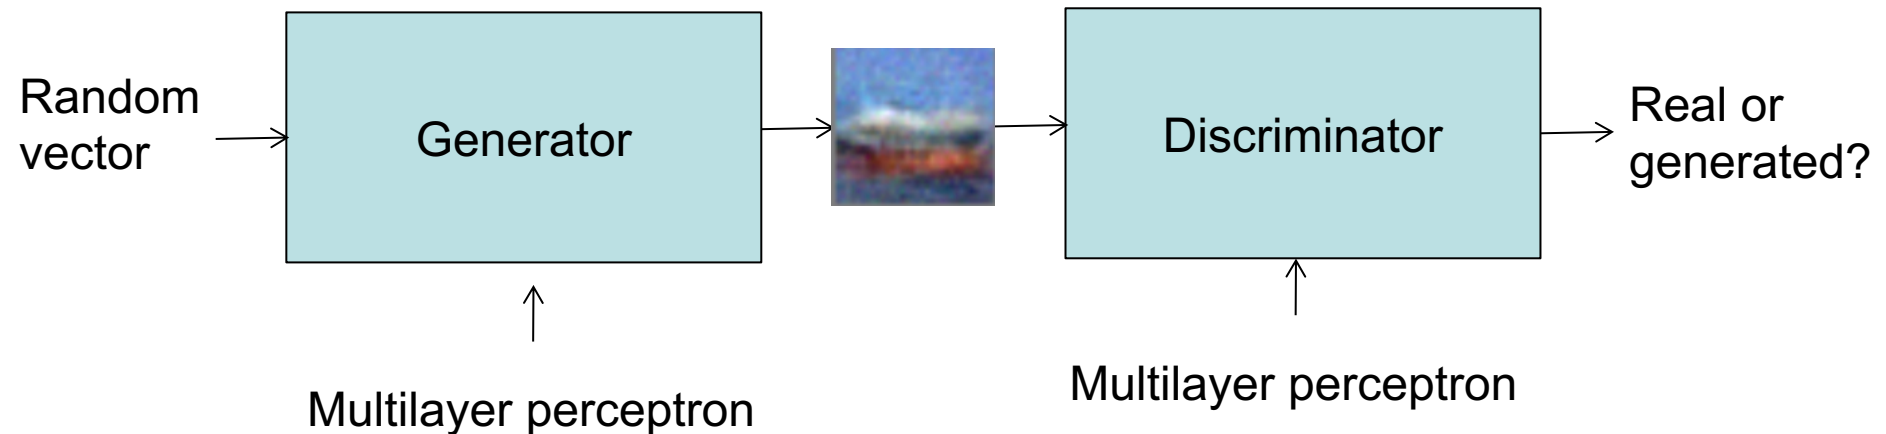 Random
vector
Generator
Discriminator
Real or
generated?
Multilayer perceptron
Multilayer perceptron